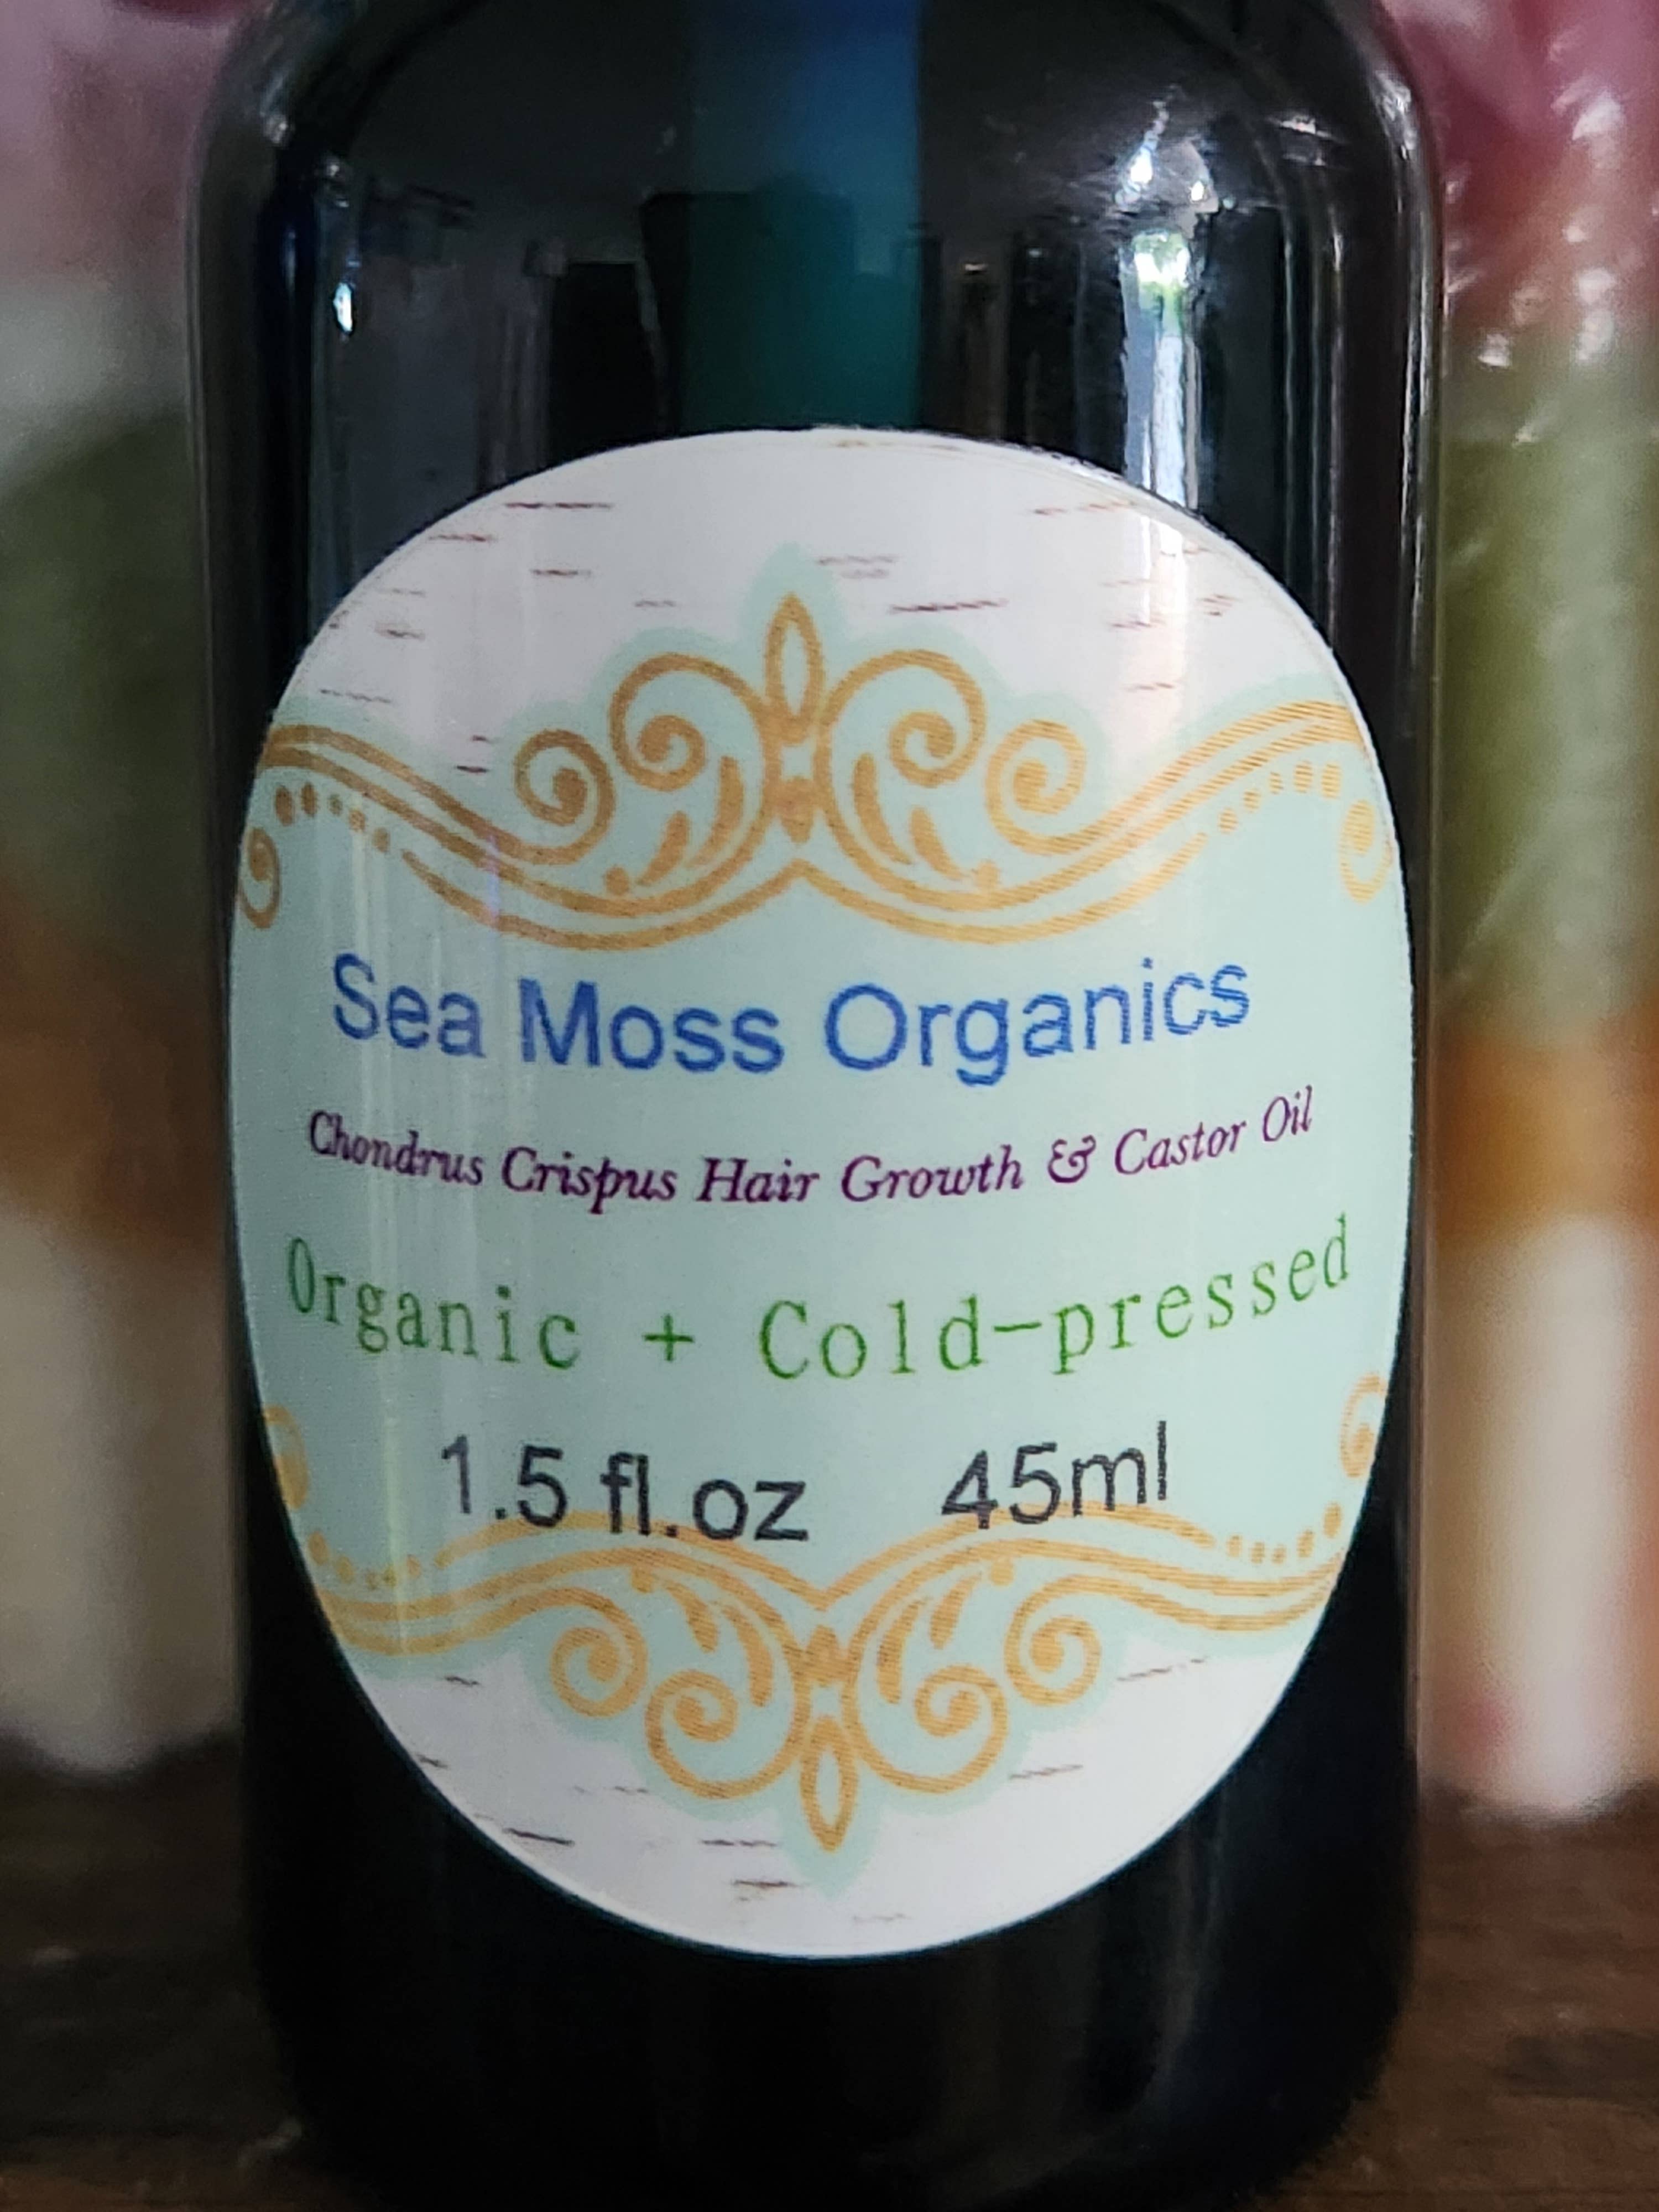 Sea Moss Organics
Chondrus Crispus Hair Growth & Castor Oil
Organic + Cold-pressed
1.5 fl.oz 45ml